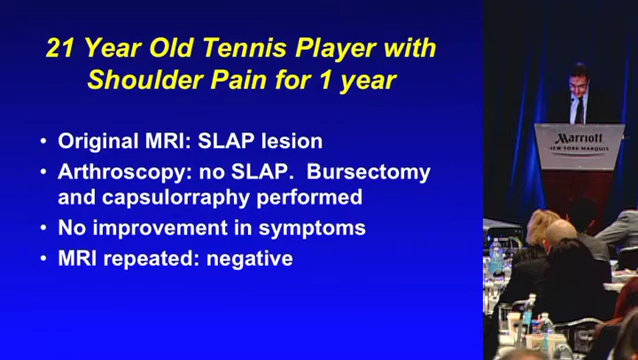 21 Year Old Tennis Player with
Shoulder Pain for 1 year
• Original MRI: SLAP lesion
• Arthroscopy: no SLAP. Bursectomy
and capsulorraphy performed
• No improvement in symptoms
• MRI repeated: negative
Marriott
NEW YORK MARQUIS